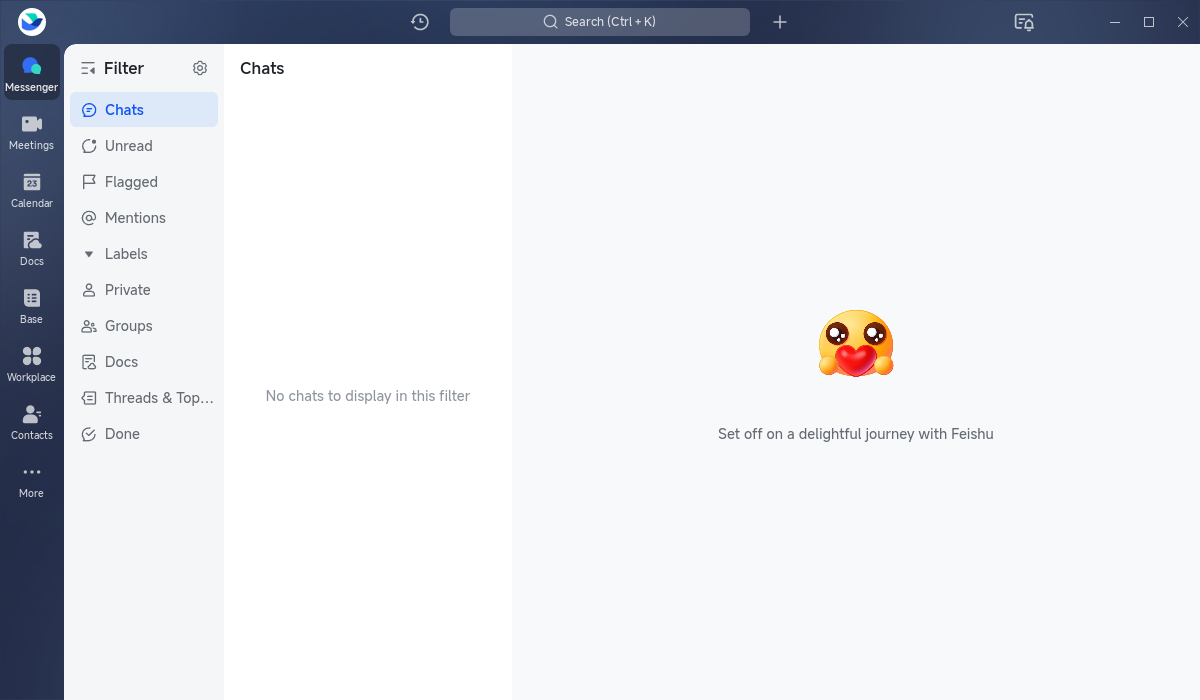 Search (Ctrl + K)
Messenger
Meetings
23
Calendar
Docs
Base
Workplace
Contacts
More
Filter
Chats
Unread
Flagged
Mentions
Labels
Private
Groups
Docs
Threads & Top...
Done
Chats
No chats to display in this filter
Set off on a delightful journey with Feishu